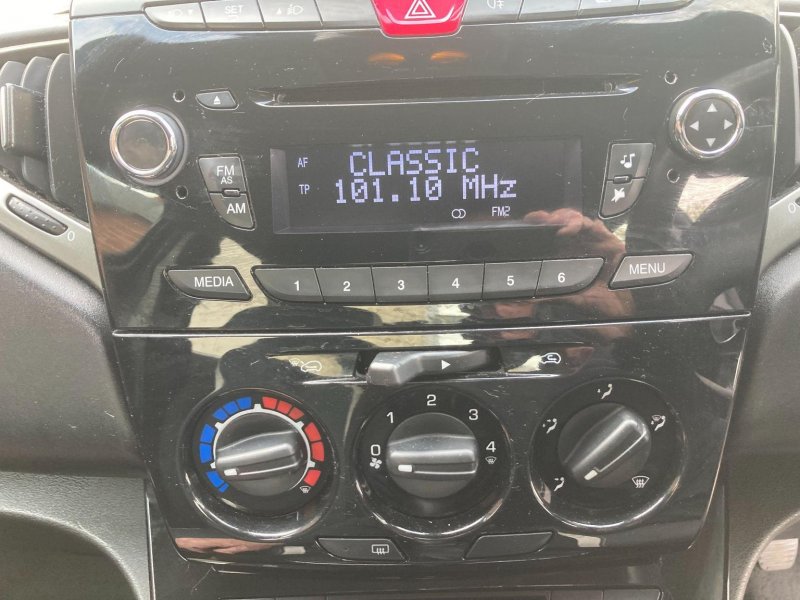 SET
AF CLASSIC
TP 101.10 MHz
FM2
FM
AS
AM
MEDIA 1 2 3 4 5 6 MENU
0 1 2 3 4
0